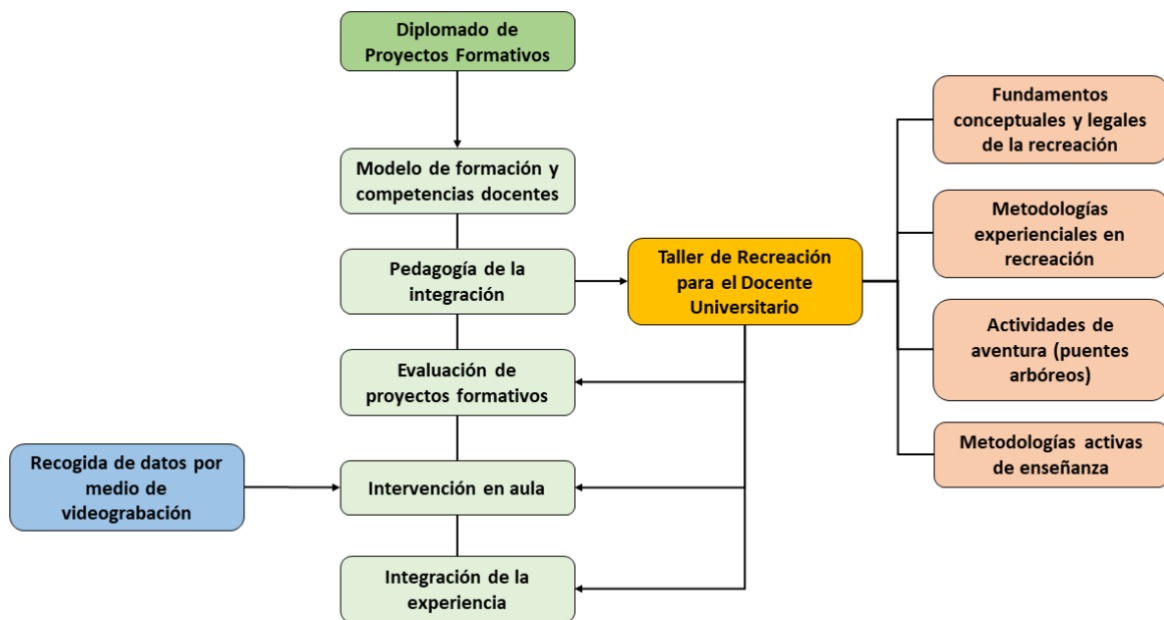 Diplomado de
Proyectos Formativos
Modelo de formación y
competencias docentes
Pedagogía de la
integración
Evaluación de
proyectos formativos
Intervención en aula
Integración de la
experiencia
Recogida de datos por
medio de
videograbación
Taller de Recreación
para el Docente
Universitario
Fundamentos
conceptuales y legales
de la recreación
Metodologías
experienciales en
recreación
Actividades de
aventura (puentes
arbóreos)
Metodologías activas
de enseñanza